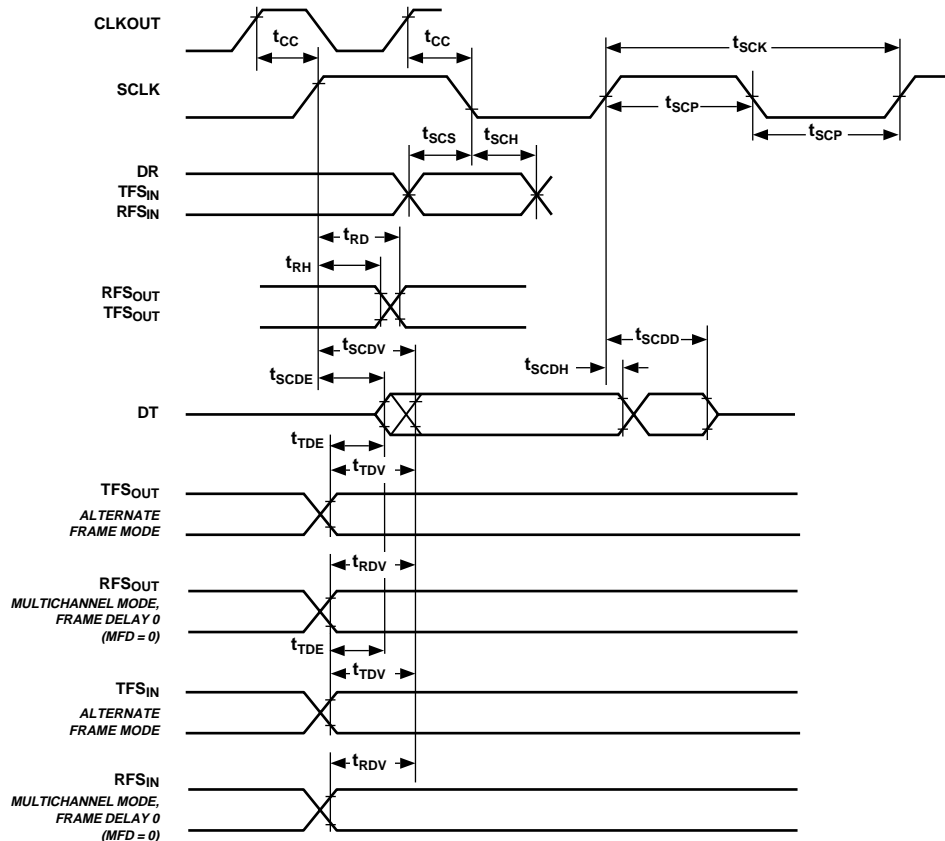 CLKOUT
tCC
tCC
tSCK
SCLK
tSCP
tSCP
tSCS
tSCH
DR
TFSIN
RFSIN
tRD
tRH
RFSOUT
TFSOUT
tSCDV
tSCDD
tSCDE
tSCDH
DT
tTDE
tTDV
TFSOUT
ALTERNATE
FRAME MODE
tRDV
RFSOUT
MULTICHANNEL MODE,
FRAME DELAY 0
(MFD = 0)
tTDE
tTDV
TFSIN
ALTERNATE
FRAME MODE
tRDV
RFSIN
MULTICHANNEL MODE,
FRAME DELAY 0
(MFD = 0)